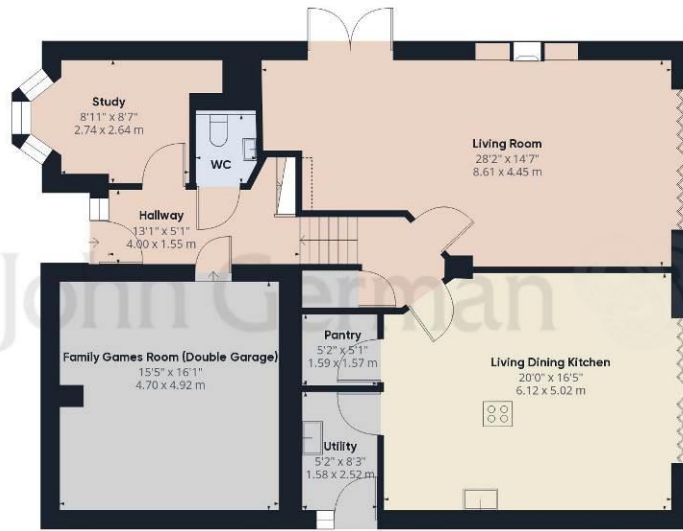 Study
8'11" x 8'7"
2.74 x 2.64 m
WC
Living Room
28'2" x 14'7"
8.61 x 4.45 m
Hallway
13'1" x 5'1"
4.00 x 1.55 m
John German
Family Games Room (Double Garage)
15'5" x 16'1"
4.70 x 4.92 m
Pantry
5'2" x 5'1"
1.59 x 1.57 m
Living Dining Kitchen
20'0" x 16'5"
6.12 x 5.02 m
Utility
5'2" x 8'3"
1.58 x 2.52 m